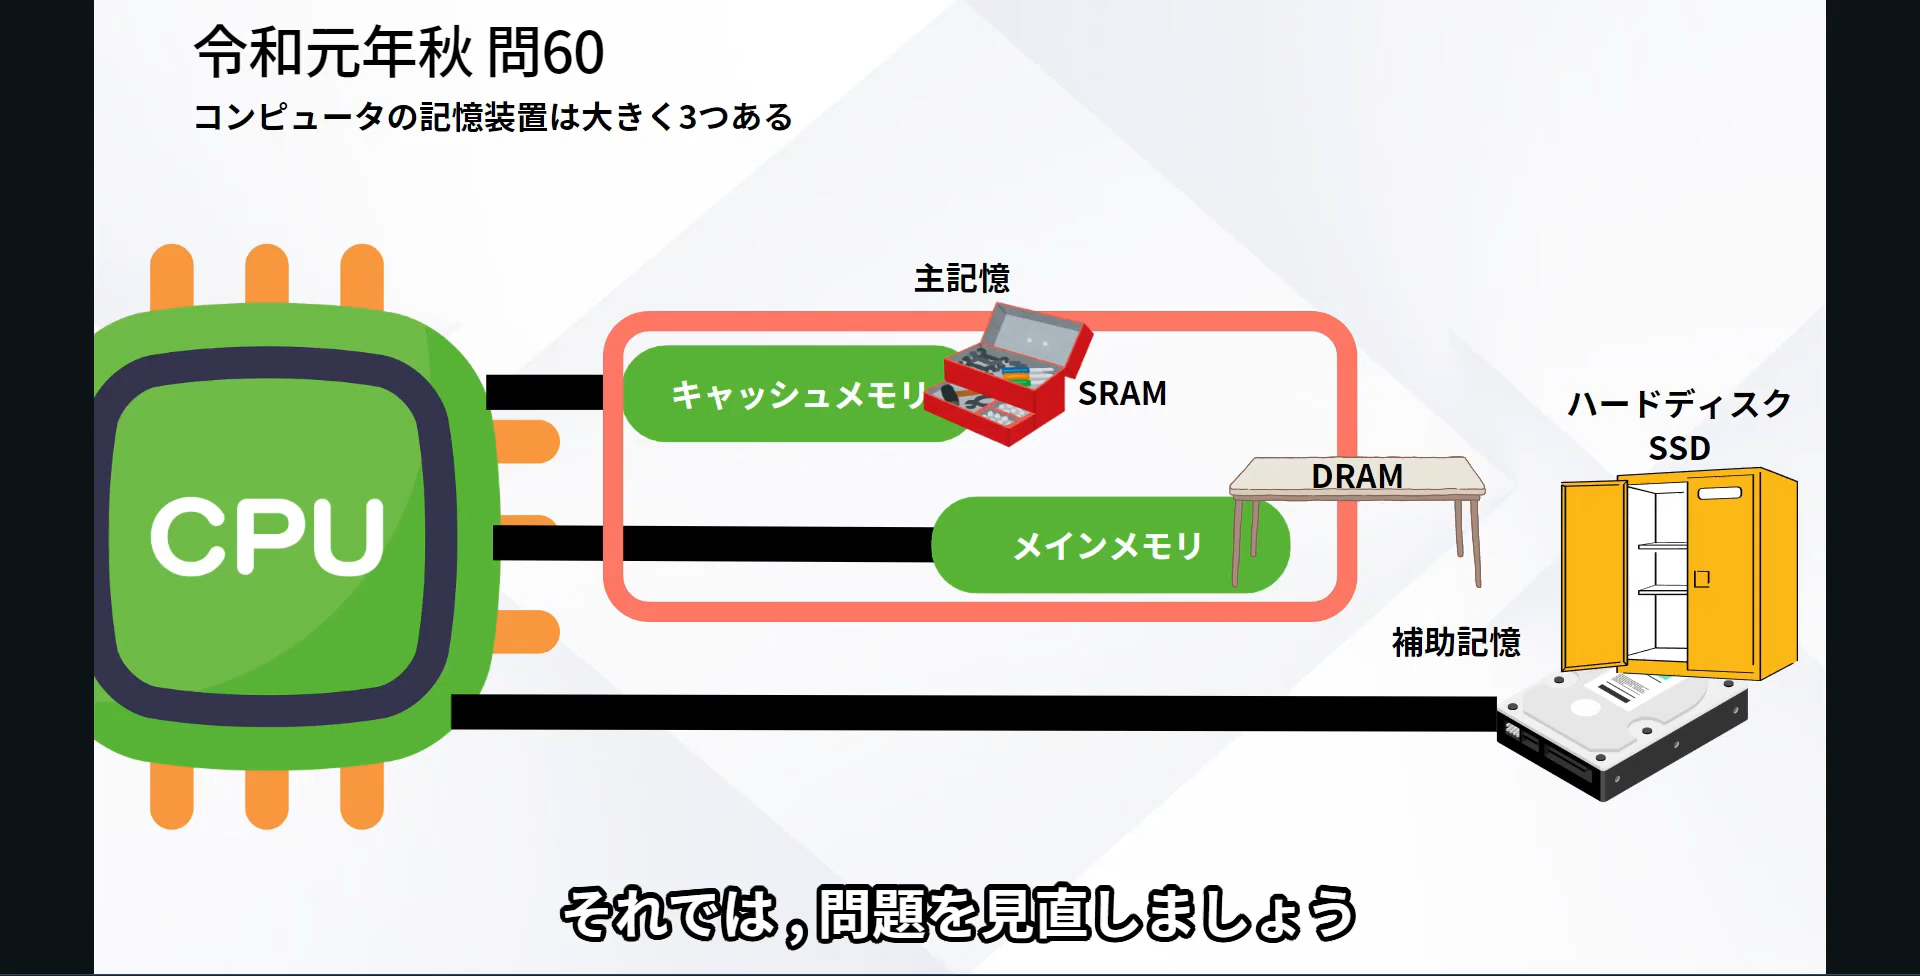 令和元年秋 問60
コンピュータの記憶装置は大きく3つある
主記憶
キャッシュメモリ
SRAM
ハードディスク
SSD
DRAM
CPU
メインメモリ
補助記憶
それでは,問題を見直しましょう